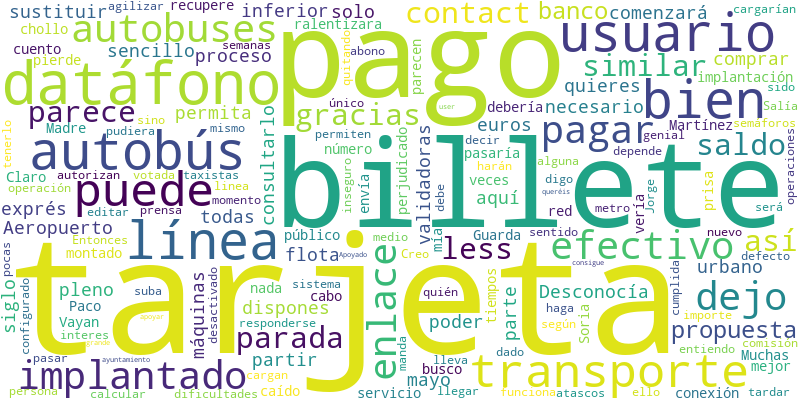 sustituir agilizar recupere inferior solo contact banco comenzará cargarían
autobuses ralentizara usuario
chollo sencillo semanas quitando pago quieres similar comprar
cuento proceso abono parecen implantación
datáfono pierde permita gracias necesario bien sido
parece único debería euros Martínez Salía
tenerlo Madre sino pudiera mismo permiten número validadoras decir pagar genial semaforos
autobús consultarlo inseguro perjudicado pasaría alguna depende saldo operaciones
Claro votada taxistas envía veces harán
operación autorizan linea user billete digo metro Jorge prisa
exprés puede editar prensa momento aquí queréis vería será
Aeropuerto Entonces todas público mia debe Guarda red sentido nuevo así
pocas línea montado flota medio Apoyado less Creo quién efectivo urbano defecto
siglo tarjeta enlace
configurado pleno suba nada sistema tiempos Desconocía cumplida dejo
Paco máquinas desactivado dispones cabo poder parte haga importe
Vayan interes apoyar responderse manda según Soria propuesta
pasar grando parada consigue transporte entiendo comisión
implantado ayuntamiento partir busco lleva dado Muchas
cargan caído mayo funciona ello mejor
persona calcular dificultades servicio llegar atascos conexión tardar